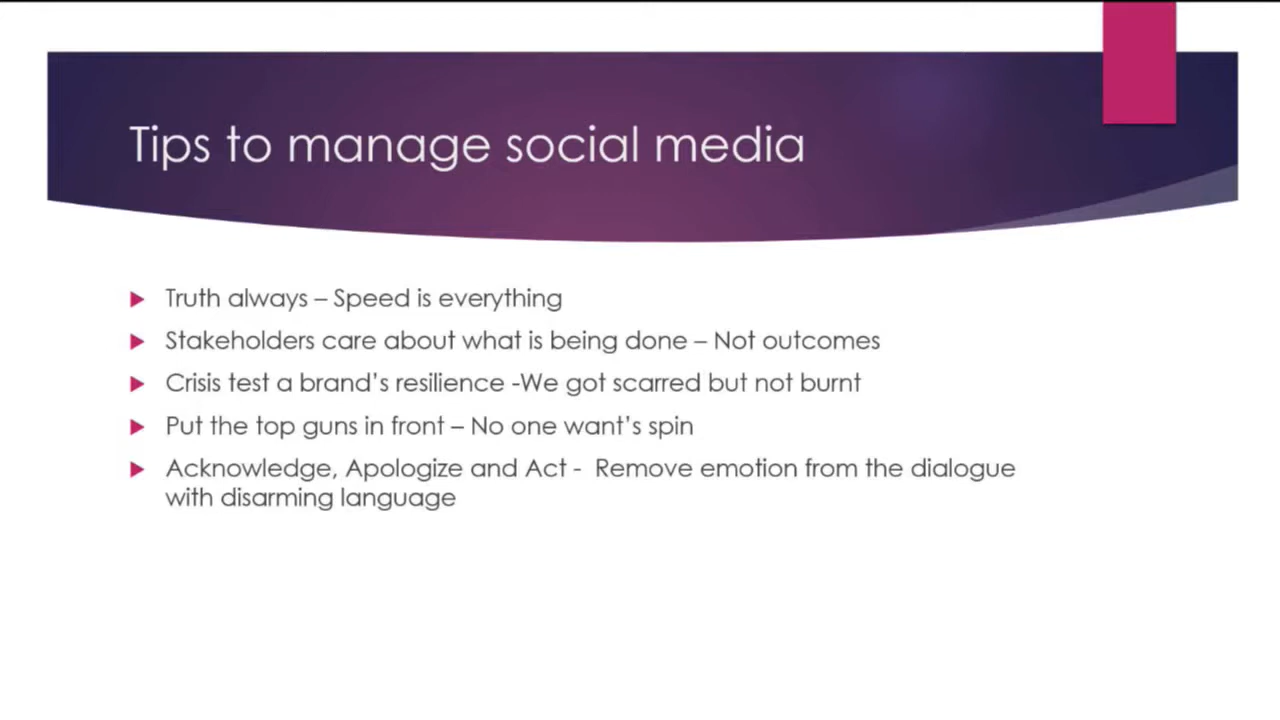 Tips to manage social media
Truth always – Speed is everything
Stakeholders care about what is being done – Not outcomes
Crisis test a brand's resilience -We got scarred but not burnt
Put the top guns in front – No one want's spin
Acknowledge, Apologize and Act -  Remove emotion from the dialogue
with disarming language